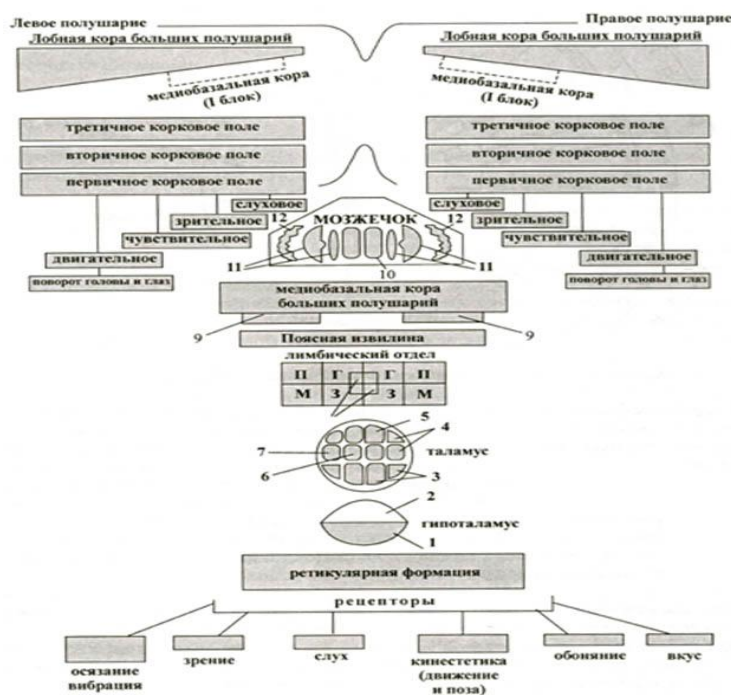 Левое полушарие
Правое полушарие
Лобная кора больших полушарий
Лобная кора больших полушарий
медиобазальная кора
(I блок)
медиобазальная кора
(I блок)
третичное корковое поле
третичное корковое поле
вторичное корковое поле
вторичное корковое поле
первичное корковое поле
первичное корковое поле
слуховое
слуховое
12
МОЗЖЕЧОК
12
зрительное
зрительное
чувствительное
чувствительное
двигательное
двигательное
11
10
11
поворот головы и глаз
поворот головы и глаз
медиобазальная кора
больших полушарий
9
9
Поясная извилина
лимбический отдел
П Г Г П
М З З М
5
4
7
таламус
6
3
2
гипоталамус
1
ретикулярная формация
рецепторы
осязание
вибрация
зрение
слух
кинестетика
(движение
и поза)
обоняние
вкус